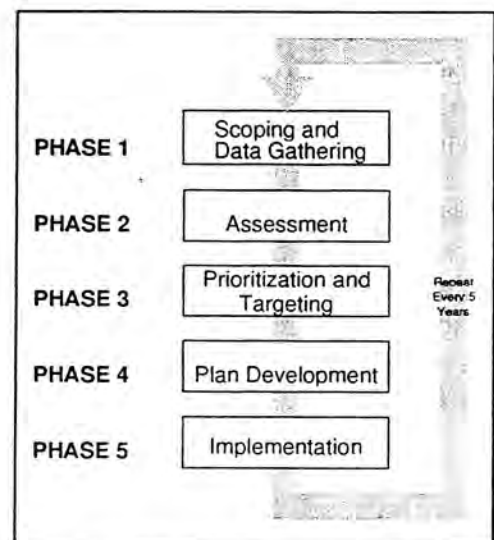 PHASE 1
Scoping and
Data Gathering
PHASE 2
Assessment
PHASE 3
Prioritization and
Targeting
PHASE 4
Plan Development
PHASE 5
Implementation
Repeat
Every 5
Years